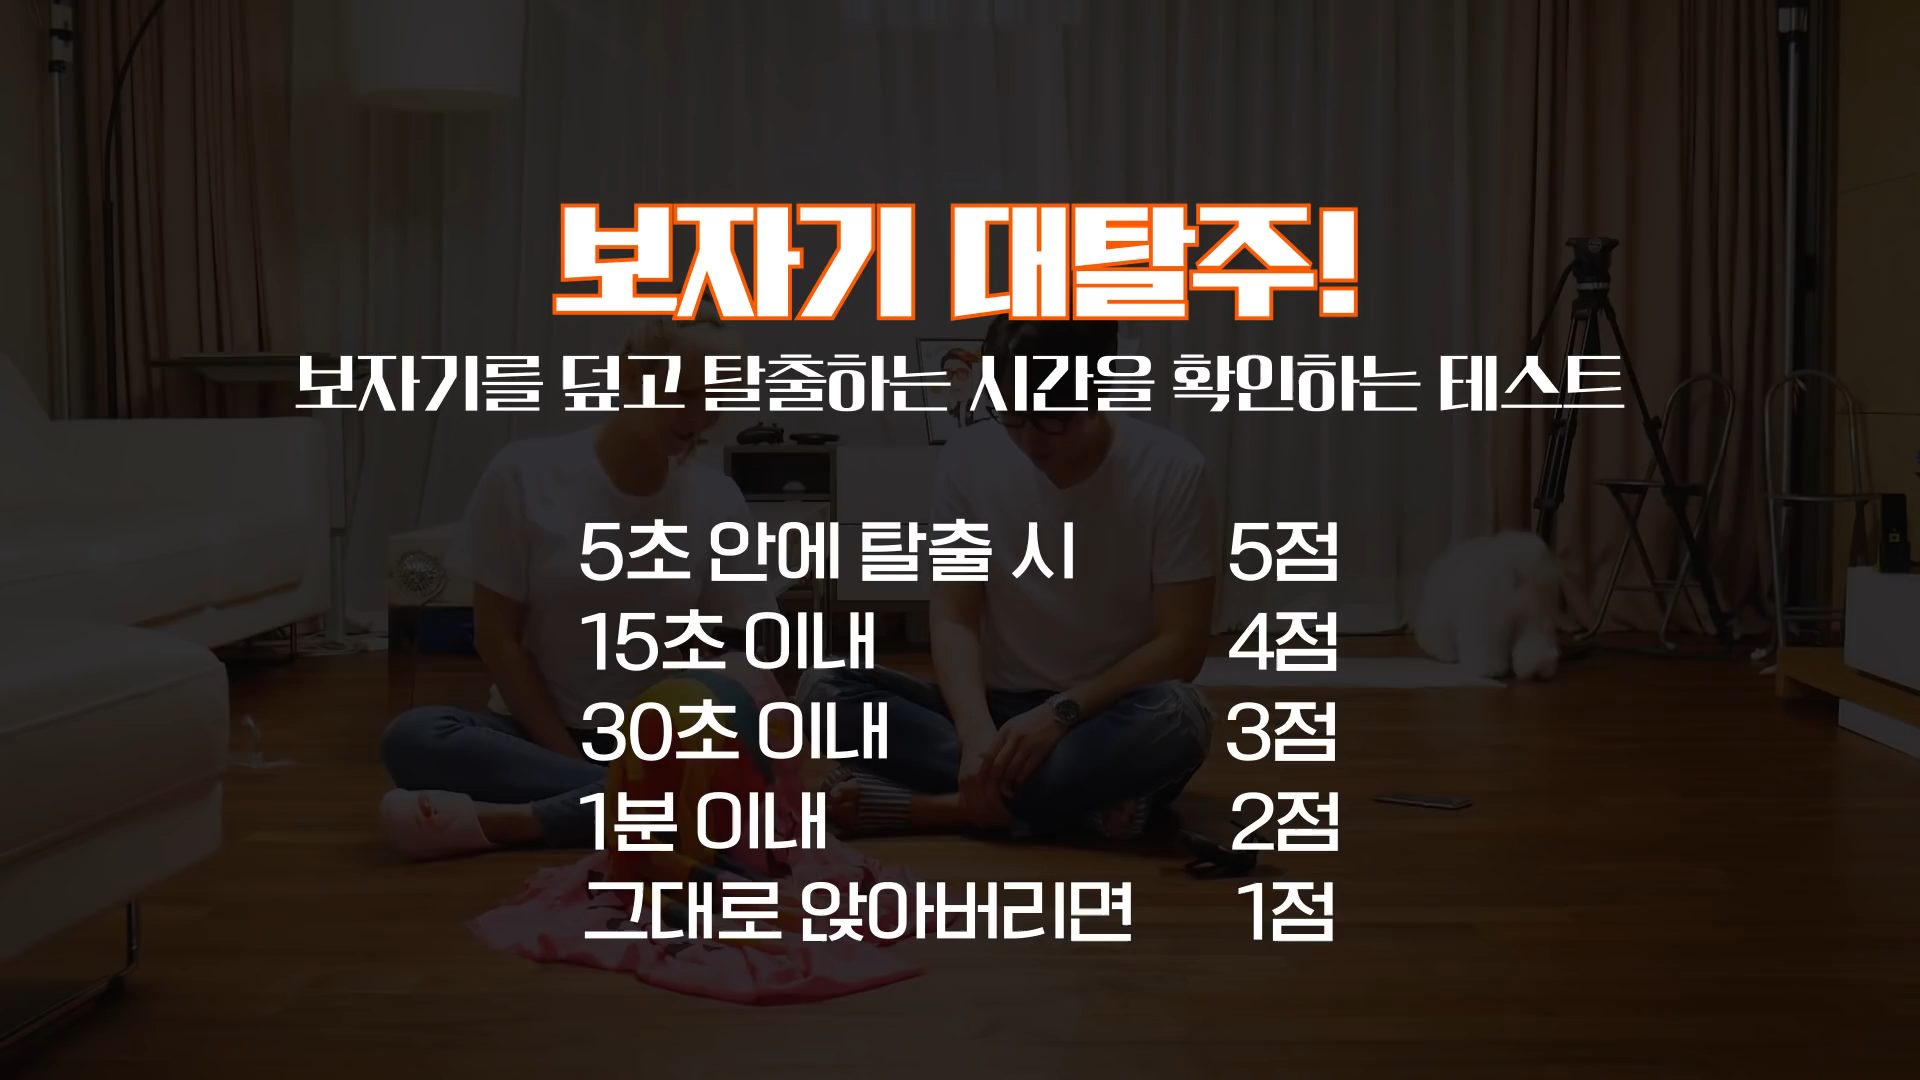 보자기 대탈주!
보자기를 덮고 탈출하는 시간을 확인하는 테스트
5초 안에 탈출 시 5점
15초 이내 4점
30초 이내 3점
1분 이내 2점
그대로 앉아버리면 1점